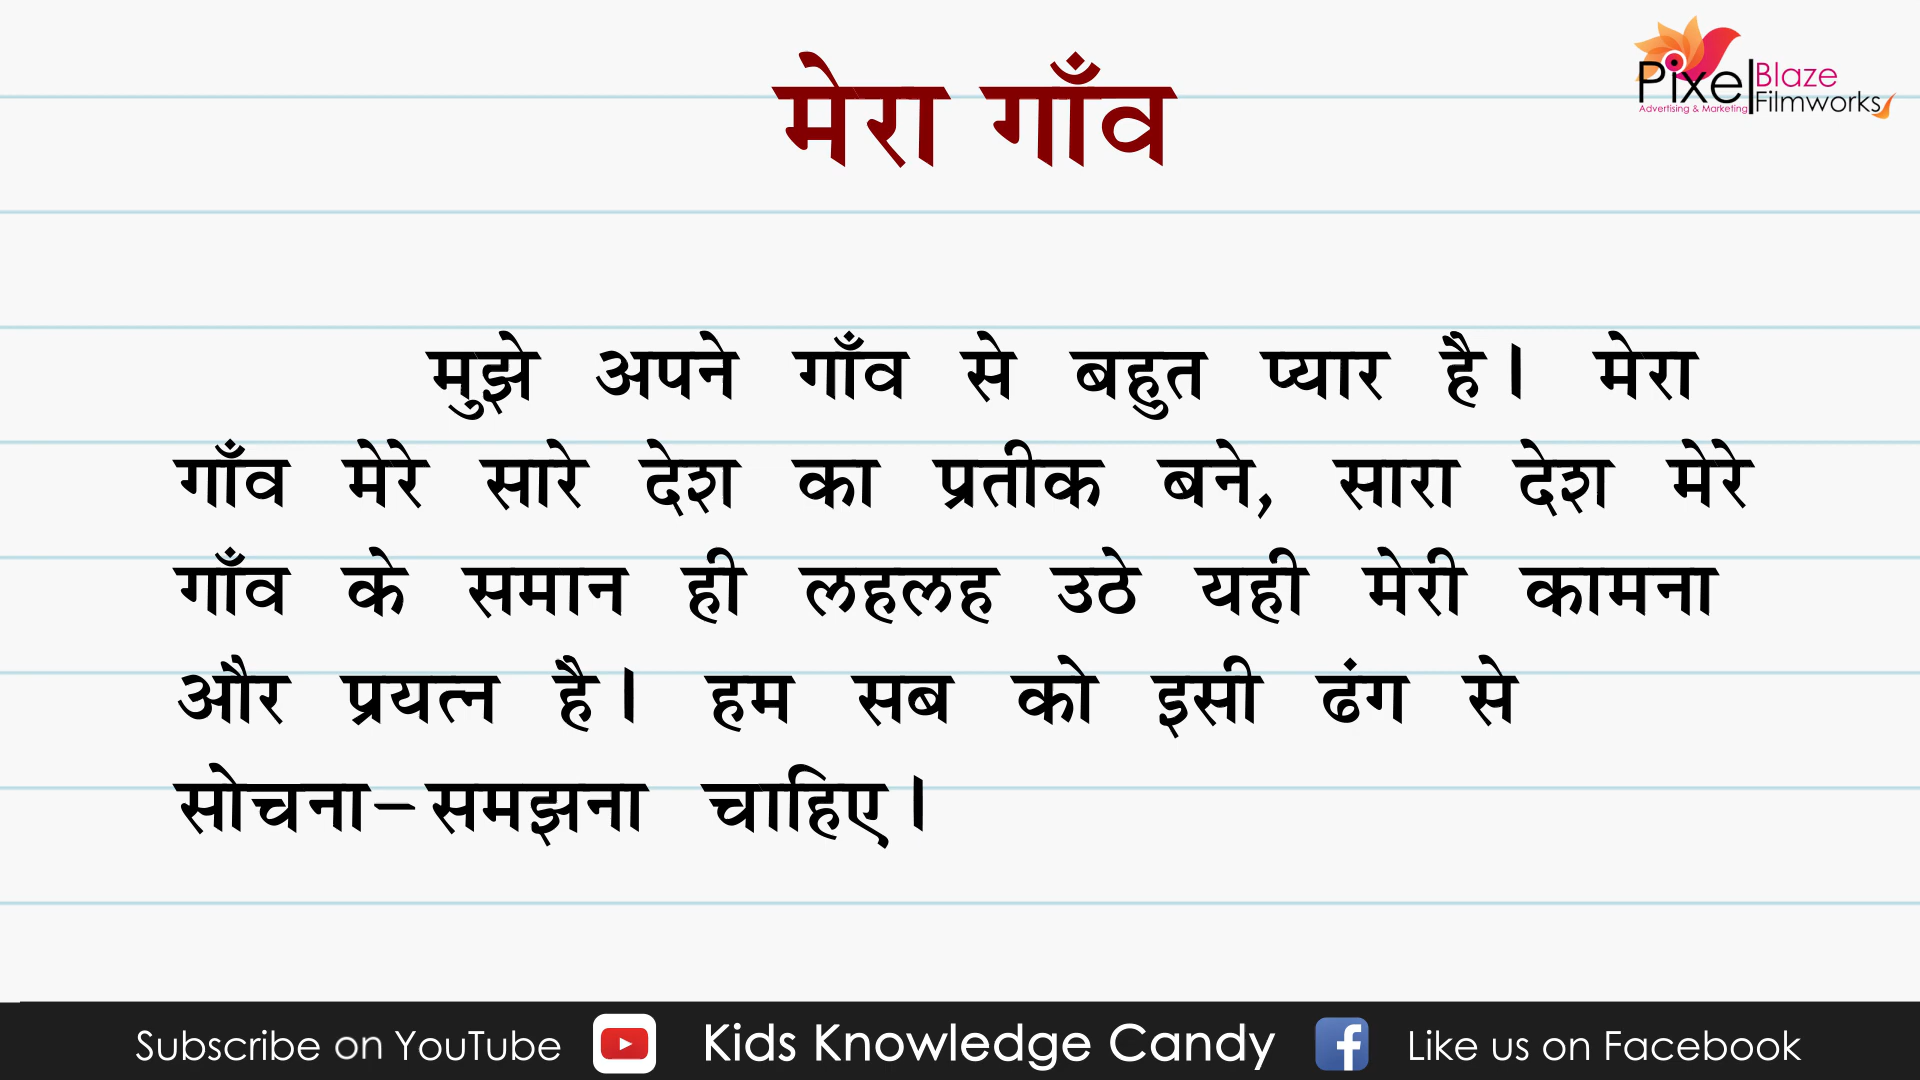 मेरा गाँव
Pixel Blaze Filmworks
Advertising & Marketing
मुझे अपने गाँव से बहुत प्यार है। मेरा
गाँव मेरे सारे देश का प्रतीक बने, सारा देश मेरे
गाँव के समान ही लहलह उठे यही मेरी कामना
और प्रयत्न है। हम सब को इसी ढंग से
सोचना-समझना चाहिए।
Subscribe on YouTube Kids Knowledge Candy f Like us on Facebook